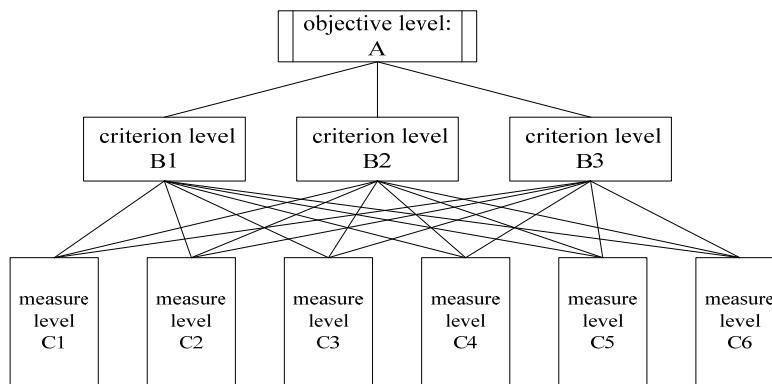 objective level:
A
criterion level
B1
criterion level
B2
criterion level
B3
measure
level
C1
measure
level
C2
measure
level
C3
measure
level
C4
measure
level
C5
measure
level
C6